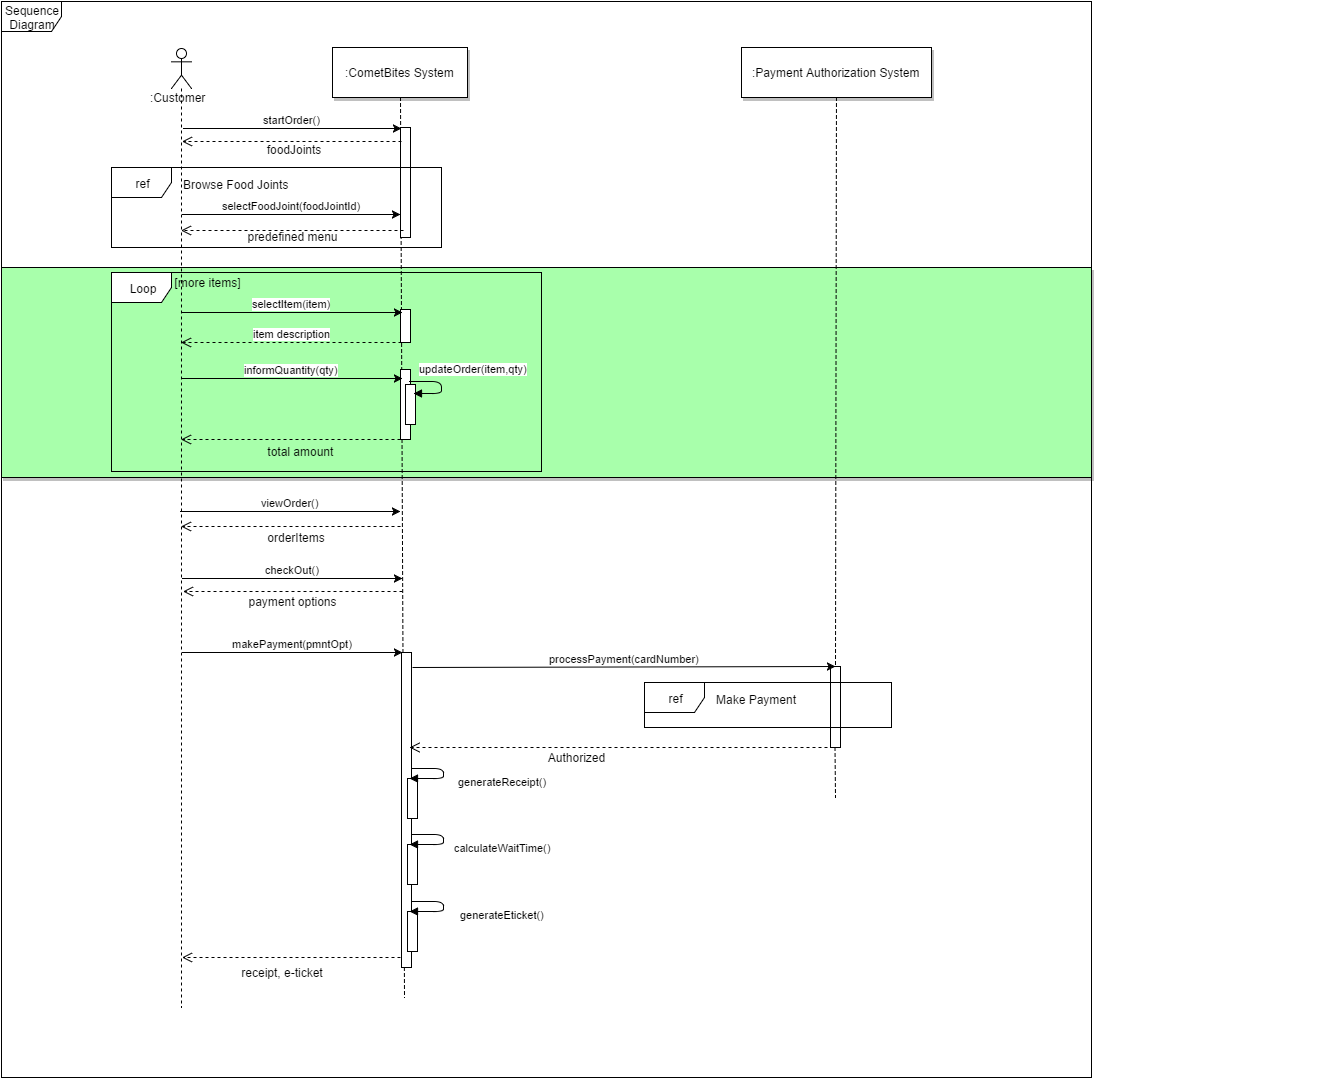 Sequence
Diagram
:Customer
:CometBites System
:Payment Authorization System
startOrder()
foodJoints
ref
Browse Food Joints
selectFoodJoint(foodJointId)
predefined menu
Loop
[more items]
selectItem(item)
item description
informQuantity(qty)
updateOrder(item,qty)
total amount
viewOrder()
orderItems
checkOut()
payment options
makePayment(pmntOpt)
processPayment(cardNumber)
ref
Make Payment
Authorized
generateReceipt()
calculateWaitTime()
generateEticket()
receipt, e-ticket